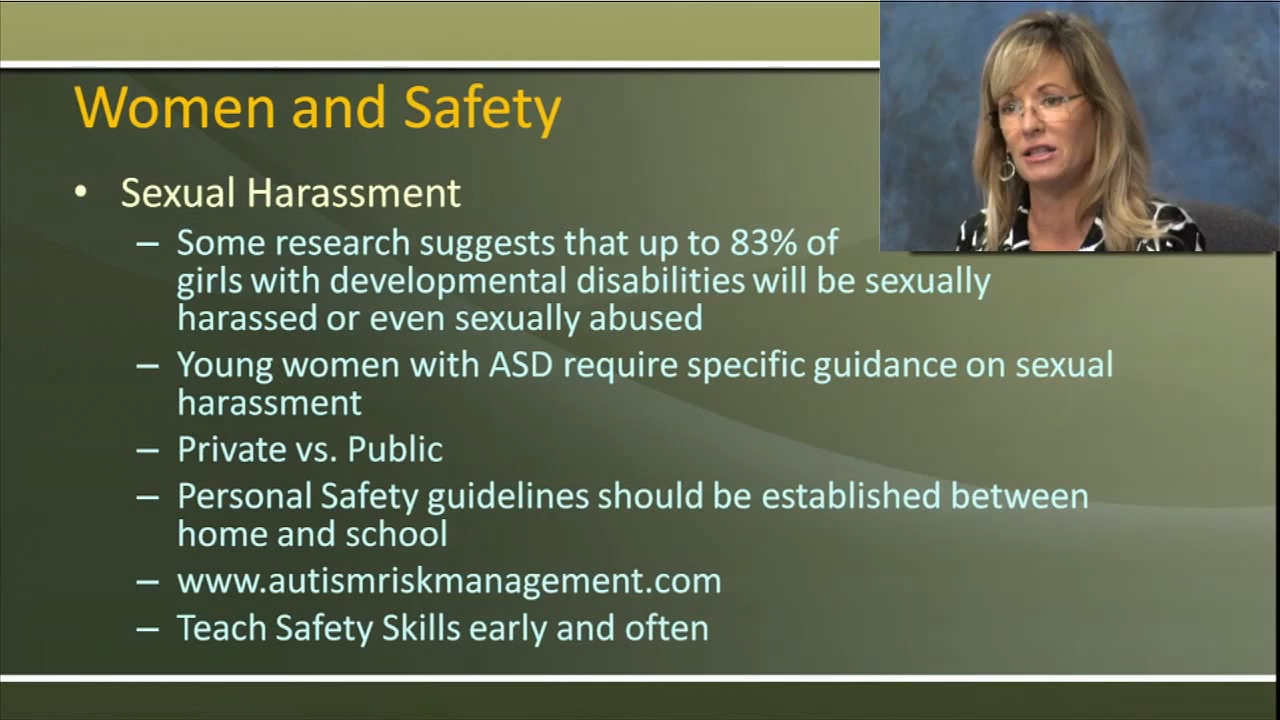 Women and Safety
• Sexual Harassment
– Some research suggests that up to 83% of
girls with developmental disabilities will be sexually
harassed or even sexually abused
– Young women with ASD require specific guidance on sexual
harassment
– Private vs. Public
– Personal Safety guidelines should be established between
home and school
– www.autismriskmanagement.com
– Teach Safety Skills early and often